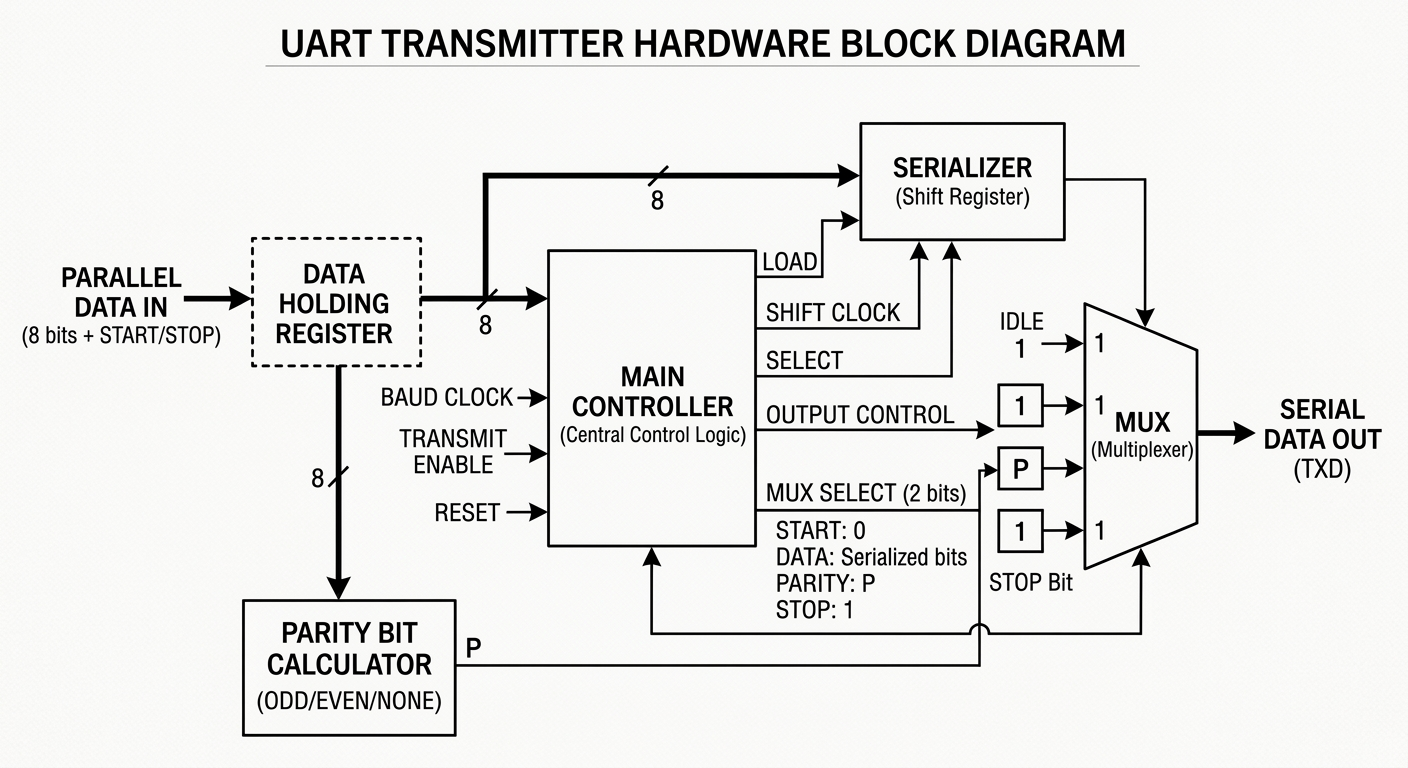 UART TRANSMITTER HARDWARE BLOCK DIAGRAM
PARALLEL
DATA IN
(8 bits + START/STOP)
DATA
HOLDING
REGISTER
8
8
8
SERIALIZER
(Shift Register)
BAUD CLOCK
TRANSMIT
ENABLE
RESET
MAIN
CONTROLLER
(Central Control Logic)
LOAD
SHIFT CLOCK
SELECT
OUTPUT CONTROL
MUX SELECT (2 bits)
START: 0
DATA: Serialized bits
PARITY: P
STOP: 1
IDLE
1
1
P
1
STOP Bit
1
1
1
MUX
(Multiplexer)
SERIAL
DATA OUT
(TXD)
PARITY BIT
CALCULATOR
(ODD/EVEN/NONE)
P